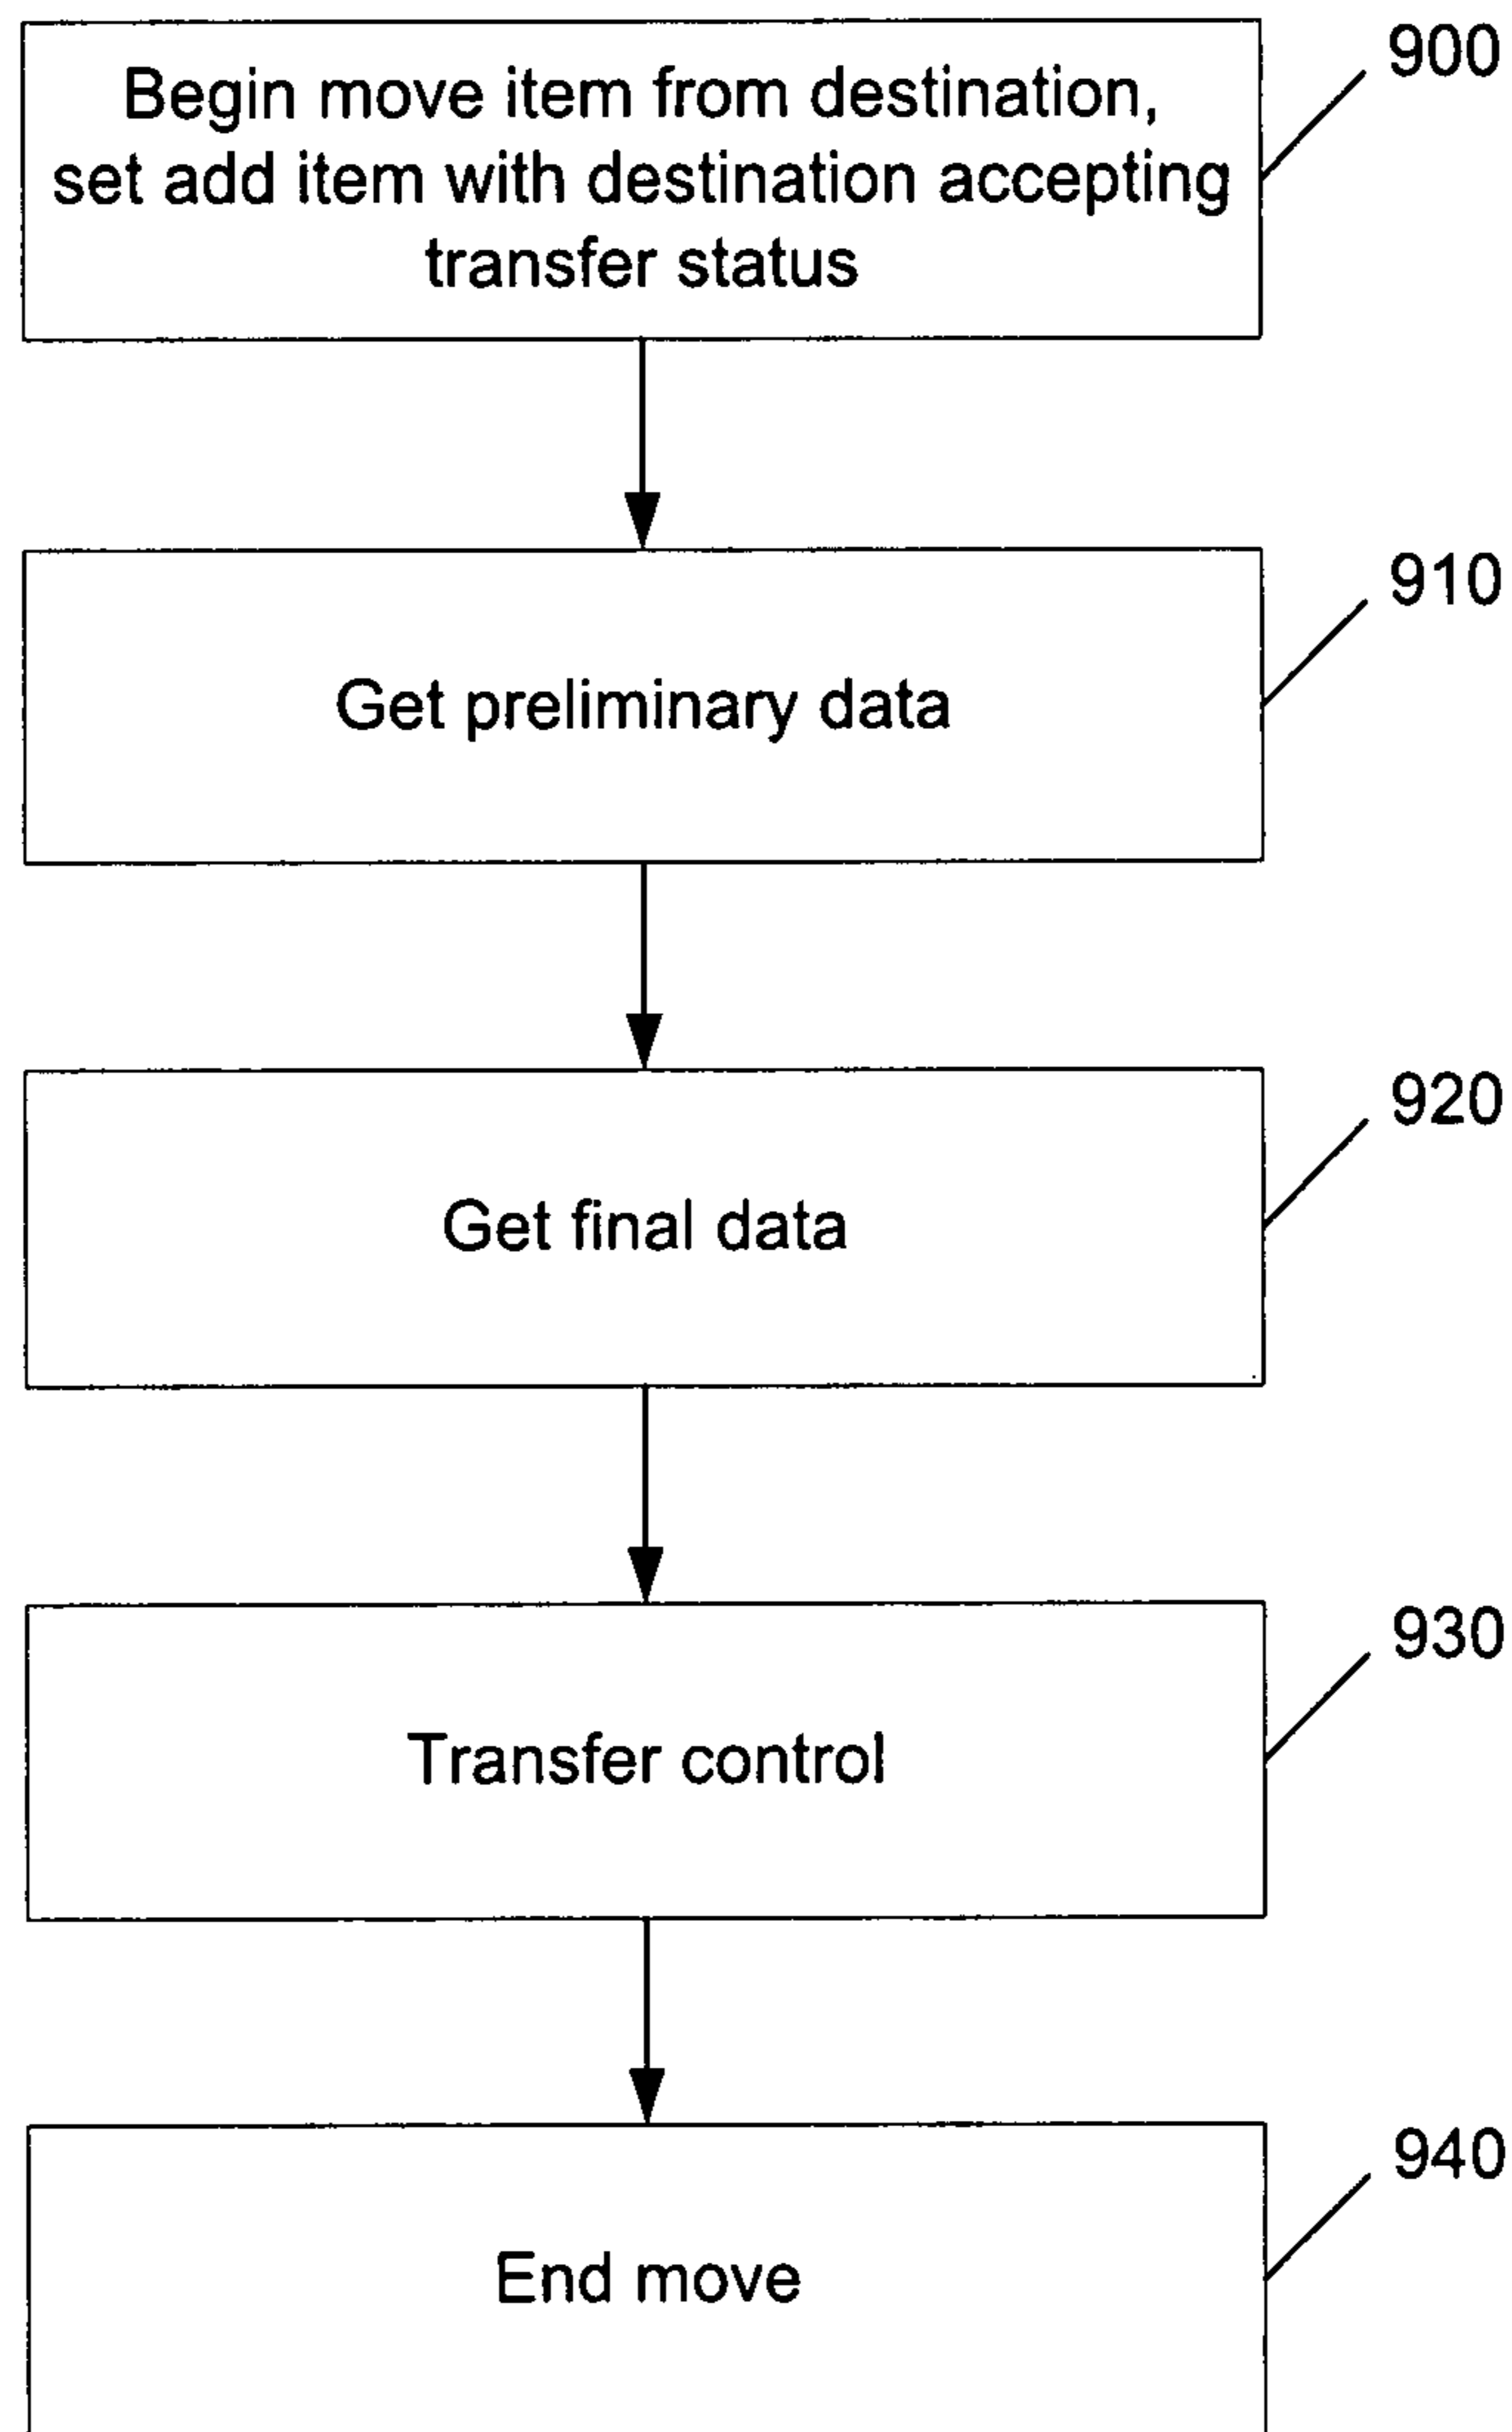 Begin move item from destination,
set add item with destination accepting
transfer status
900
Get preliminary data
910
Get final data
920
Transfer control
930
End move
940